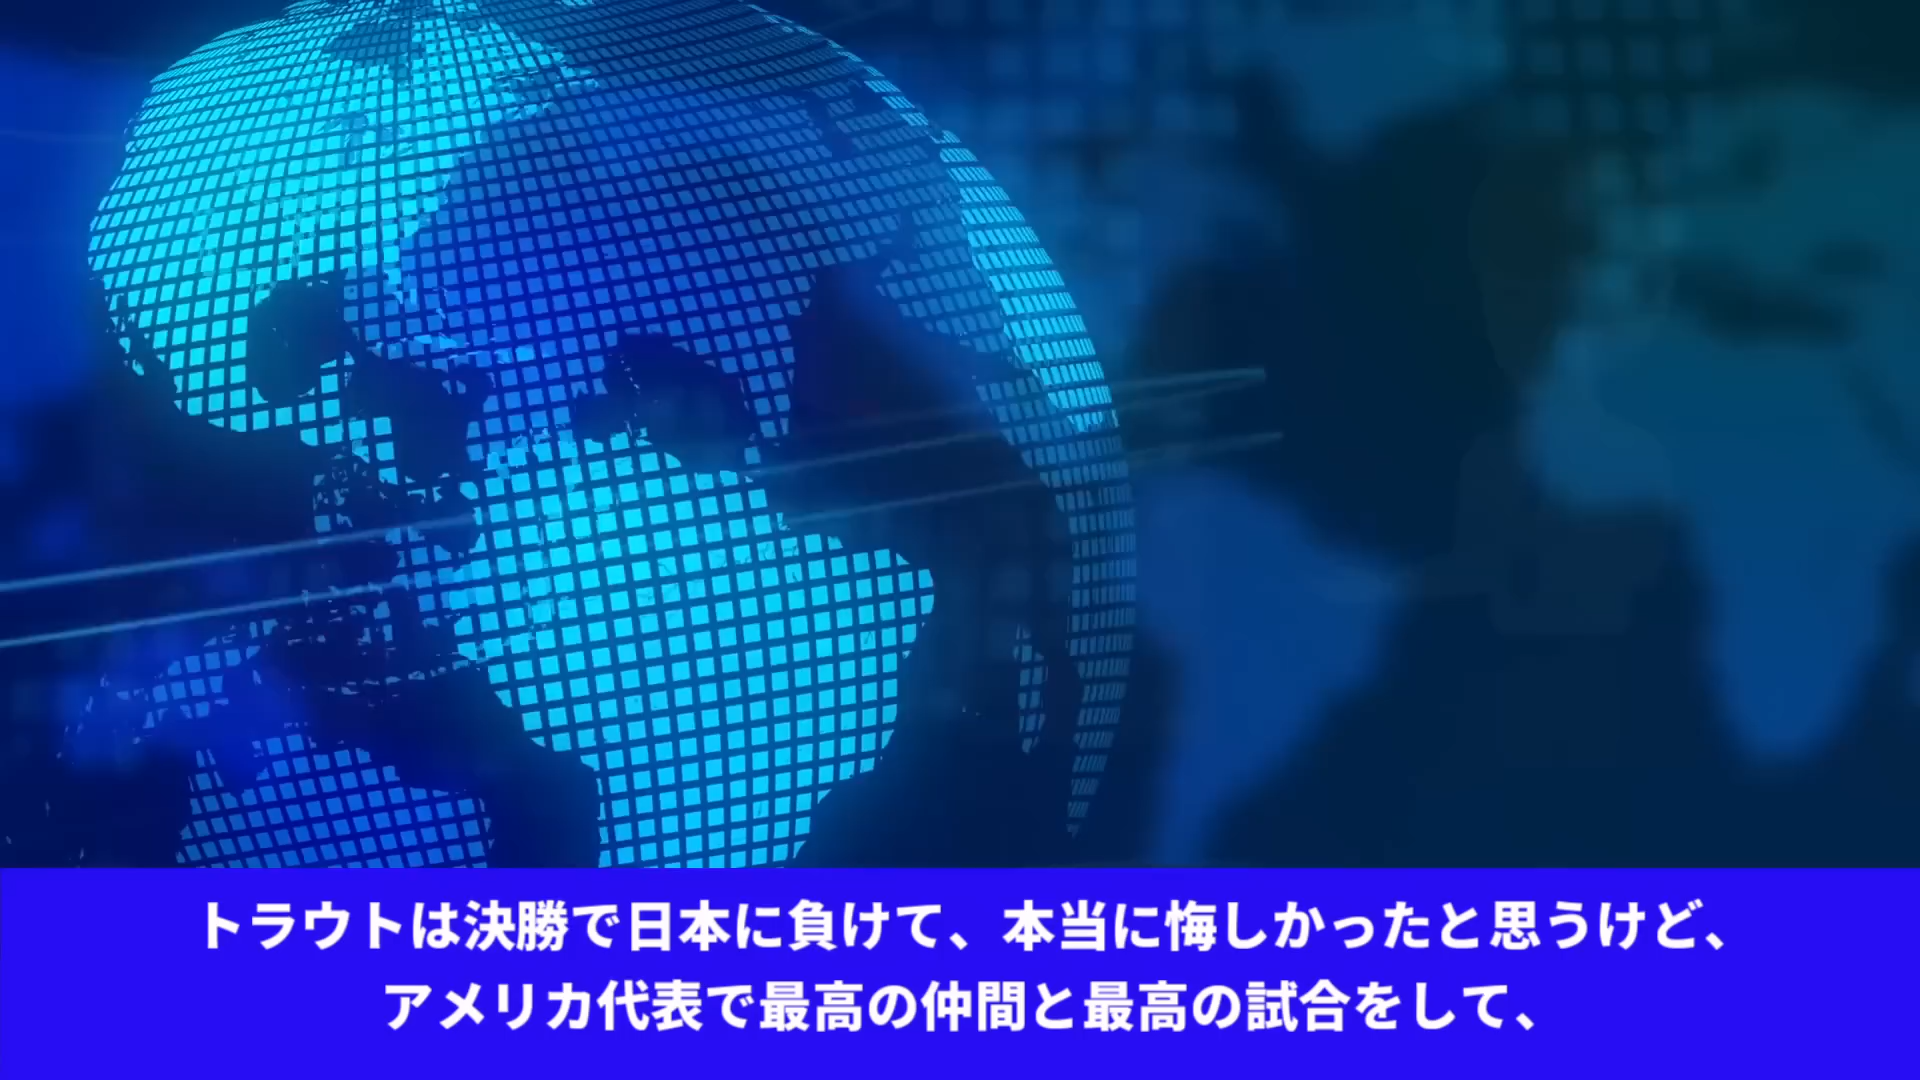 トラウトは決勝で日本に負けて、本当に悔しかったと思うけど、
アメリカ代表で最高の仲間と最高の試合をして、